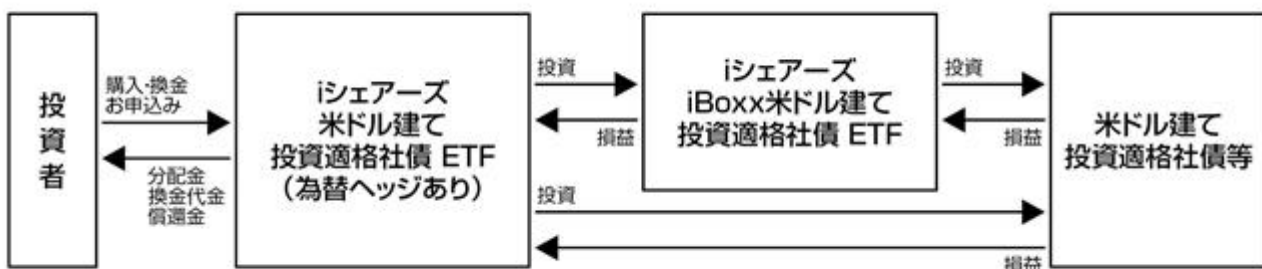 投資者
購入・換金
お申込み
分配金
換金代金
償還金
iシェアーズ
米ドル建て
投資適格社債 ETF
（為替ヘッジあり）
投資
損益
iシェアーズ
iBoxx米ドル建て
投資適格社債 ETF
投資
損益
投資
損益
米ドル建て
投資適格社債等